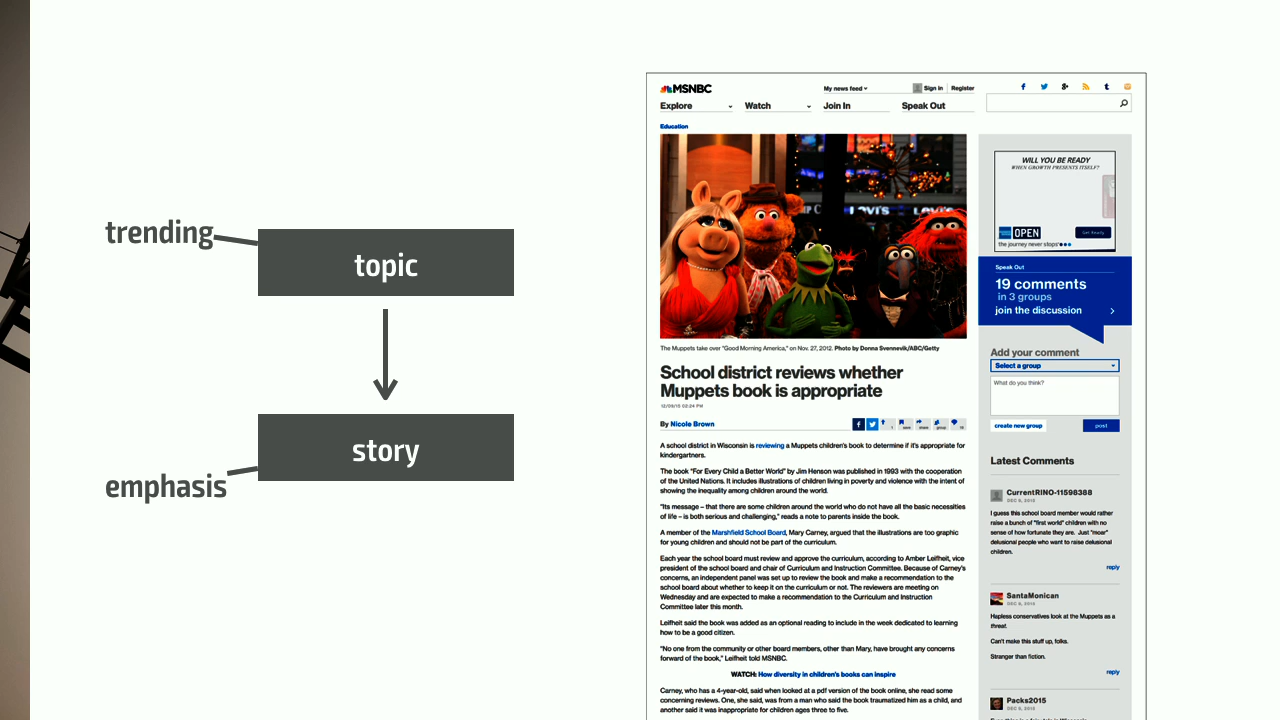 trending
topic
story
emphasis
MSNBC
My news feed
Sign in | Register
Explore
Watch
Join In
Speak Out
Education
Levi's
The Muppets take over "Good Morning America," on Nov. 27, 2012. Photo by Donna Svennevik/ABC/Getty
School district reviews whether
Muppets book is appropriate
By Nicole Brown
A school district in Wisconsin is reviewing a Muppets children's book to determine if it's appropriate for
kindergartners.
The book "For Every Child a Better World" by Jim Henson was published in 1993 with the cooperation
of the United Nations. It includes illustrations of children living in poverty and violence with the intent of
showing the inequality among children around the world.
"Its message – that there are some children around the world who do not have all the basic necessities
of life – is both serious and challenging," reads a note to parents inside the book.
A member of the Marshfield School Board, Mary Carney, argued that the illustrations are too graphic
for young children and should not be part of the curriculum.
Each year the school board must review and approve the curriculum, according to Amber Leifheit, vice
president of the school board and chair of Curriculum and Instruction Committee. Because of Carney's
concerns, an independent panel was set up to review the book and make a recommendation to the
school board about whether to keep it on the curriculum or not. The reviewers are meeting on
Wednesday and are expected to make a recommendation to the Curriculum and Instruction
Committee later this month.
Leifheit said the book was added as an optional reading to include in the week dedicated to learning
how to be a good citizen.
"No one from the community or other board members, other than Mary, have brought any concerns
forward of the book," Leifheit told MSNBC.
WATCH: How diversity in children's books can inspire
Carney, who has a 4-year-old, said when looked at a pdf version of the book online, she read some
concerning reviews. One, she said, was from a man who said the book traumatized him as a child, and
another said it was inappropriate for children ages three to five.
WILL YOU BE READY
WHEN GROWTH PRESENTS ITSELF?
OPEN
Get Ready
the journey never stops
Speak Out
19 comments
in 3 groups
join the discussion
Add your comment
Select a group
What do you think?
create new group
post
Latest Comments
CurrentRINO-11598388
I guess this school board member would rather
raise a bunch of "first world" children with no
sense of how fortunate they are. Just "moar"
delusional people who want to raise delusional
children.
reply
SantaMonican
Hapless conservatives look at the Muppets as a
threat.
Can't make this stuff up, folks.
Stranger than fiction.
reply
Packs2015